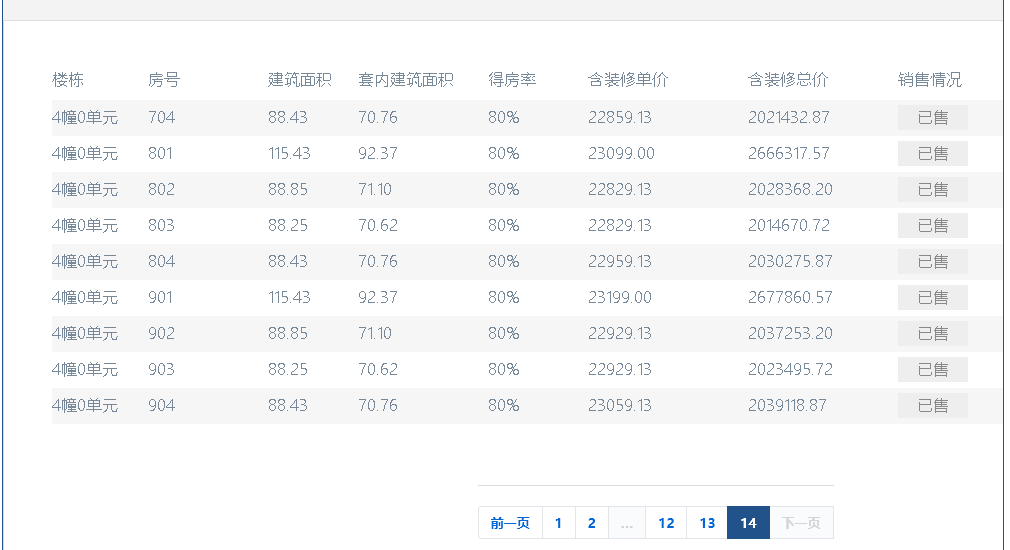 楼栋 房号 建筑面积 套内建筑面积 得房率 含装修单价 含装修总价 销售情况
4幢0单元 704 88.43 70.76 80% 22859.13 2021432.87 已售
4幢0单元 801 115.43 92.37 80% 23099.00 2666317.57 已售
4幢0单元 802 88.85 71.10 80% 22829.13 2028368.20 已售
4幢0单元 803 88.25 70.62 80% 22829.13 2014670.72 已售
4幢0单元 804 88.43 70.76 80% 22959.13 2030275.87 已售
4幢0单元 901 115.43 92.37 80% 23199.00 2677860.57 已售
4幢0单元 902 88.85 71.10 80% 22929.13 2037253.20 已售
4幢0单元 903 88.25 70.62 80% 22929.13 2023495.72 已售
4幢0单元 904 88.43 70.76 80% 23059.13 2039118.87 已售
前一页 1 2 ... 12 13 14 下一页